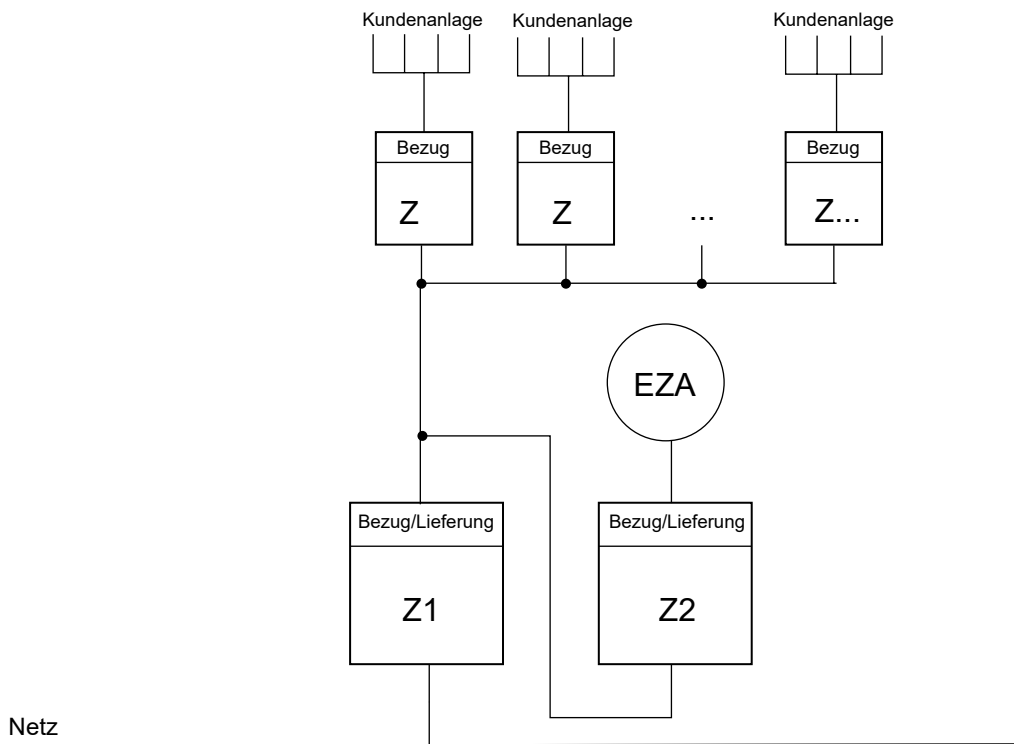 Kundenanlage Kundenanlage Kundenanlage
Bezug Bezug Bezug
Z Z ... Z...
EZA
Bezug/Lieferung Bezug/Lieferung
Z1 Z2
Netz